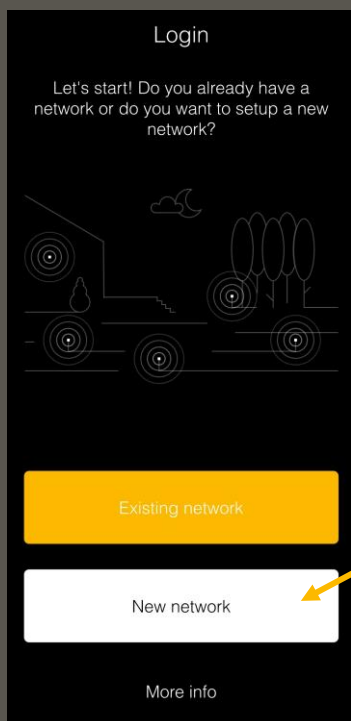 Login
Let's start! Do you already have a
network or do you want to setup a new
network?
Existing network
New network
More info